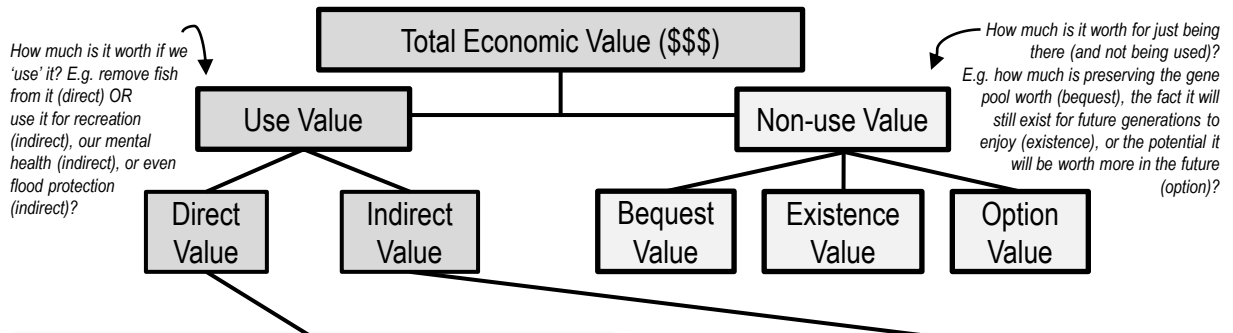 Total Economic Value ($$$)
How much is it worth if we
‘use’ it? E.g. remove fish
from it (direct) OR
use it for recreation
(indirect), our mental
health (indirect), or even
flood protection
(indirect)?
How much is it worth for just being
there (and not being used)?
E.g. how much is preserving the gene
pool worth (bequest), the fact it will
still exist for future generations to
enjoy (existence), or the potential it
will be worth more in the future
(option)?
Use Value
Non-use Value
Direct
Value
Indirect
Value
Bequest
Value
Existence
Value
Option
Value